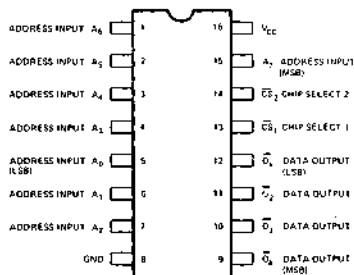 ADDRESS INPUT A6 1
ADDRESS INPUT A5 2
ADDRESS INPUT A4 3
ADDRESS INPUT A3 4
ADDRESS INPUT A0 5
(LSB)
ADDRESS INPUT A1 6
ADDRESS INPUT A2 7
GND 8
16 VCC
15 A7 ADDRESS INPUT
(MSB)
14 CS2 CHIP SELECT 2
13 CS1 CHIP SELECT 1
12 O1 DATA OUTPUT
(LSB)
11 O2 DATA OUTPUT
10 O3 DATA OUTPUT
9 O4 DATA OUTPUT
(MSB)